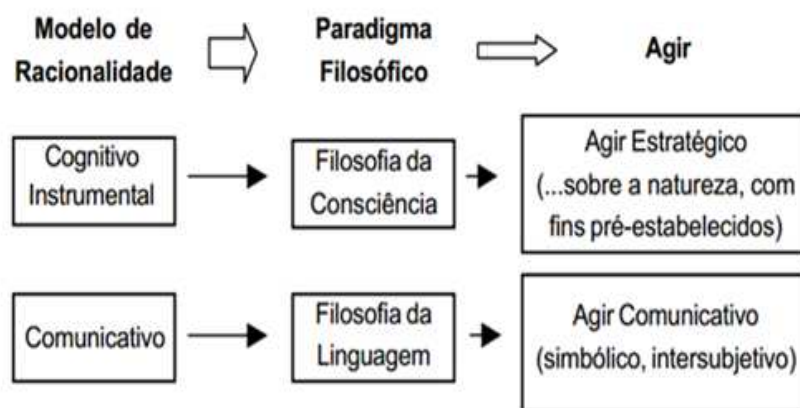 Modelo de
Racionalidade
Paradigma
Filosófico
Agir
Cognitivo
Instrumental
Filosofia da
Consciência
Agir Estratégico
(...sobre a natureza, com
fins pré-estabelecidos)
Comunicativo
Filosofia da
Linguagem
Agir Comunicativo
(simbólico, intersubjetivo)